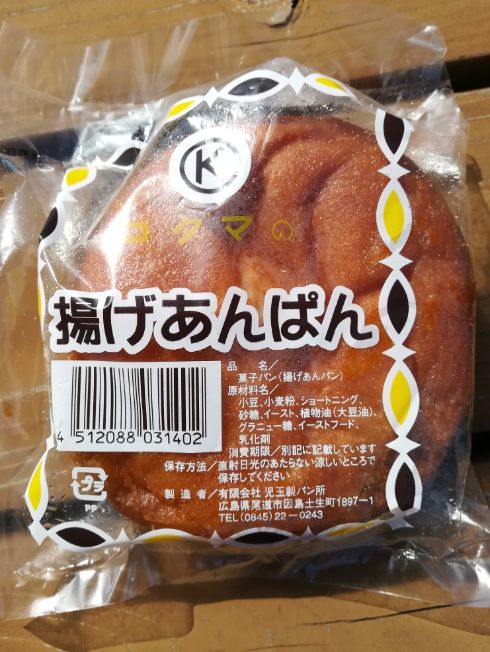 K
コダマの
揚げあんぱん
品 名／
菓子パン(揚げあんパン)
原材料名／
小豆、小麦粉、ショートニング、
砂糖、イースト、植物油(大豆油)、
グラニュー糖、イーストフード、
乳化剤
消費期限／別記に記載しています
保存方法／直射日光のあたらない涼しいところで
保存してください
製造者／有限会社 児玉製パン所
広島県尾道市因島土生町1897-1
TEL(0845)22-0243
4 512088 031402
プラ
PP